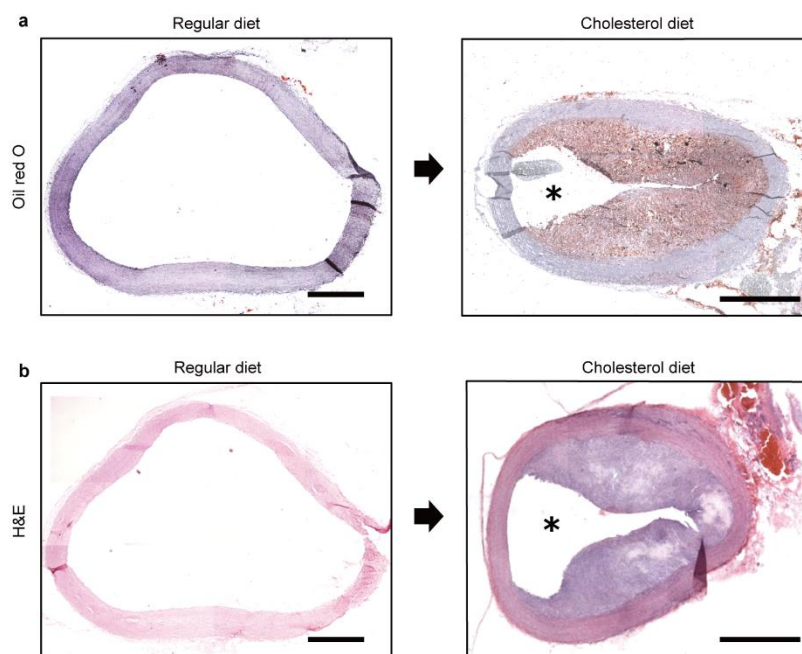 a
Regular diet
Cholesterol diet
Oil red O
*
b
Regular diet
Cholesterol diet
H&E
*